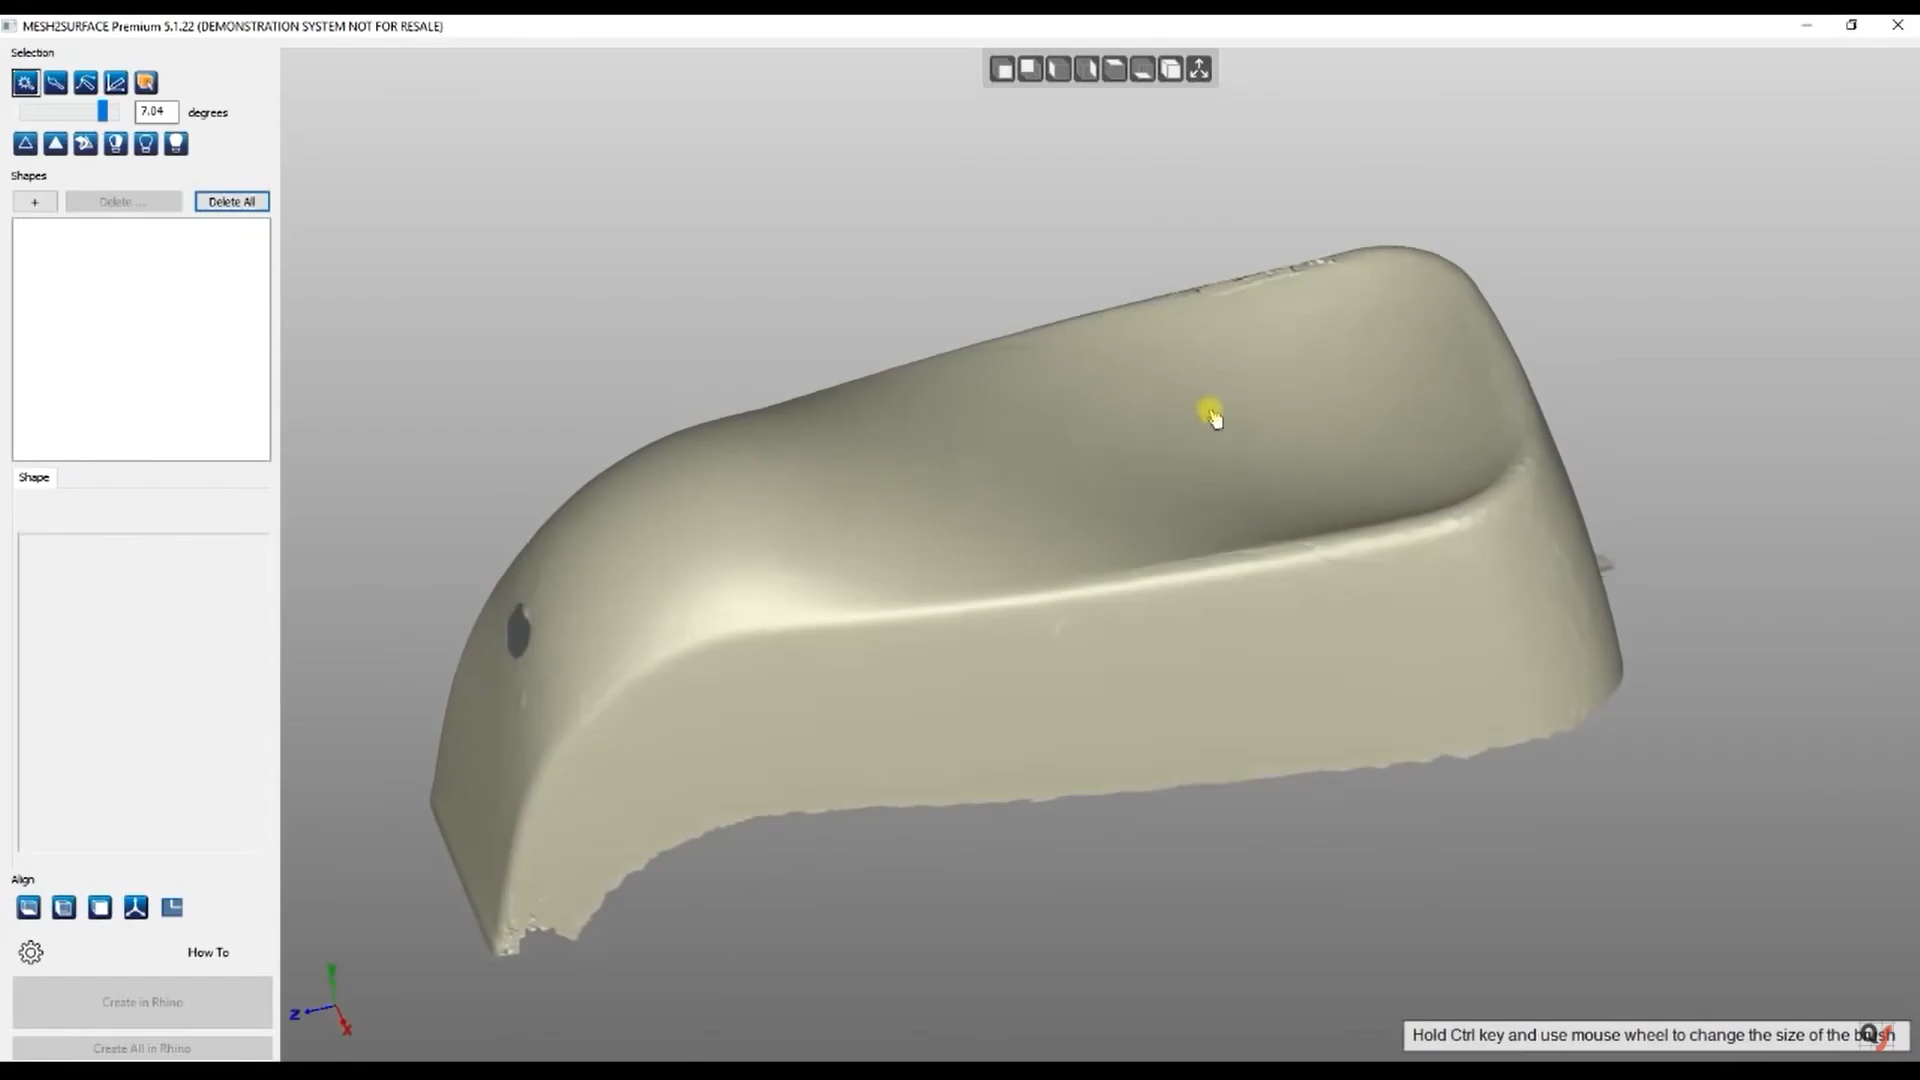 MESH2SURFACE Premium 5.1.22 (DEMONSTRATION SYSTEM NOT FOR RESALE)
Selection
7.04 degrees
Shapes
+ Delete ... Delete All
Shape
Align
How To
Create in Rhino
Create All in Rhino
Z
X
Hold Ctrl key and use mouse wheel to change the size of the brush